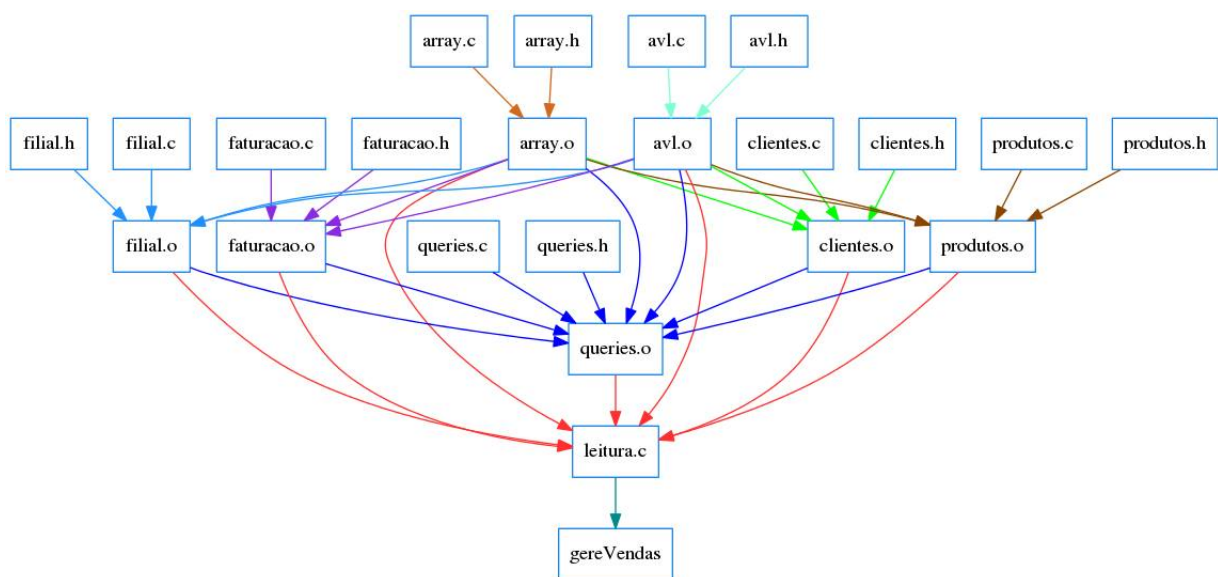 array.c
array.h
avl.c
avl.h
filial.h
filial.c
faturacao.c
faturacao.h
array.o
avl.o
clientes.c
clientes.h
produtos.c
produtos.h
filial.o
faturacao.o
queries.c
queries.h
clientes.o
produtos.o
queries.o
leitura.c
gereVendas